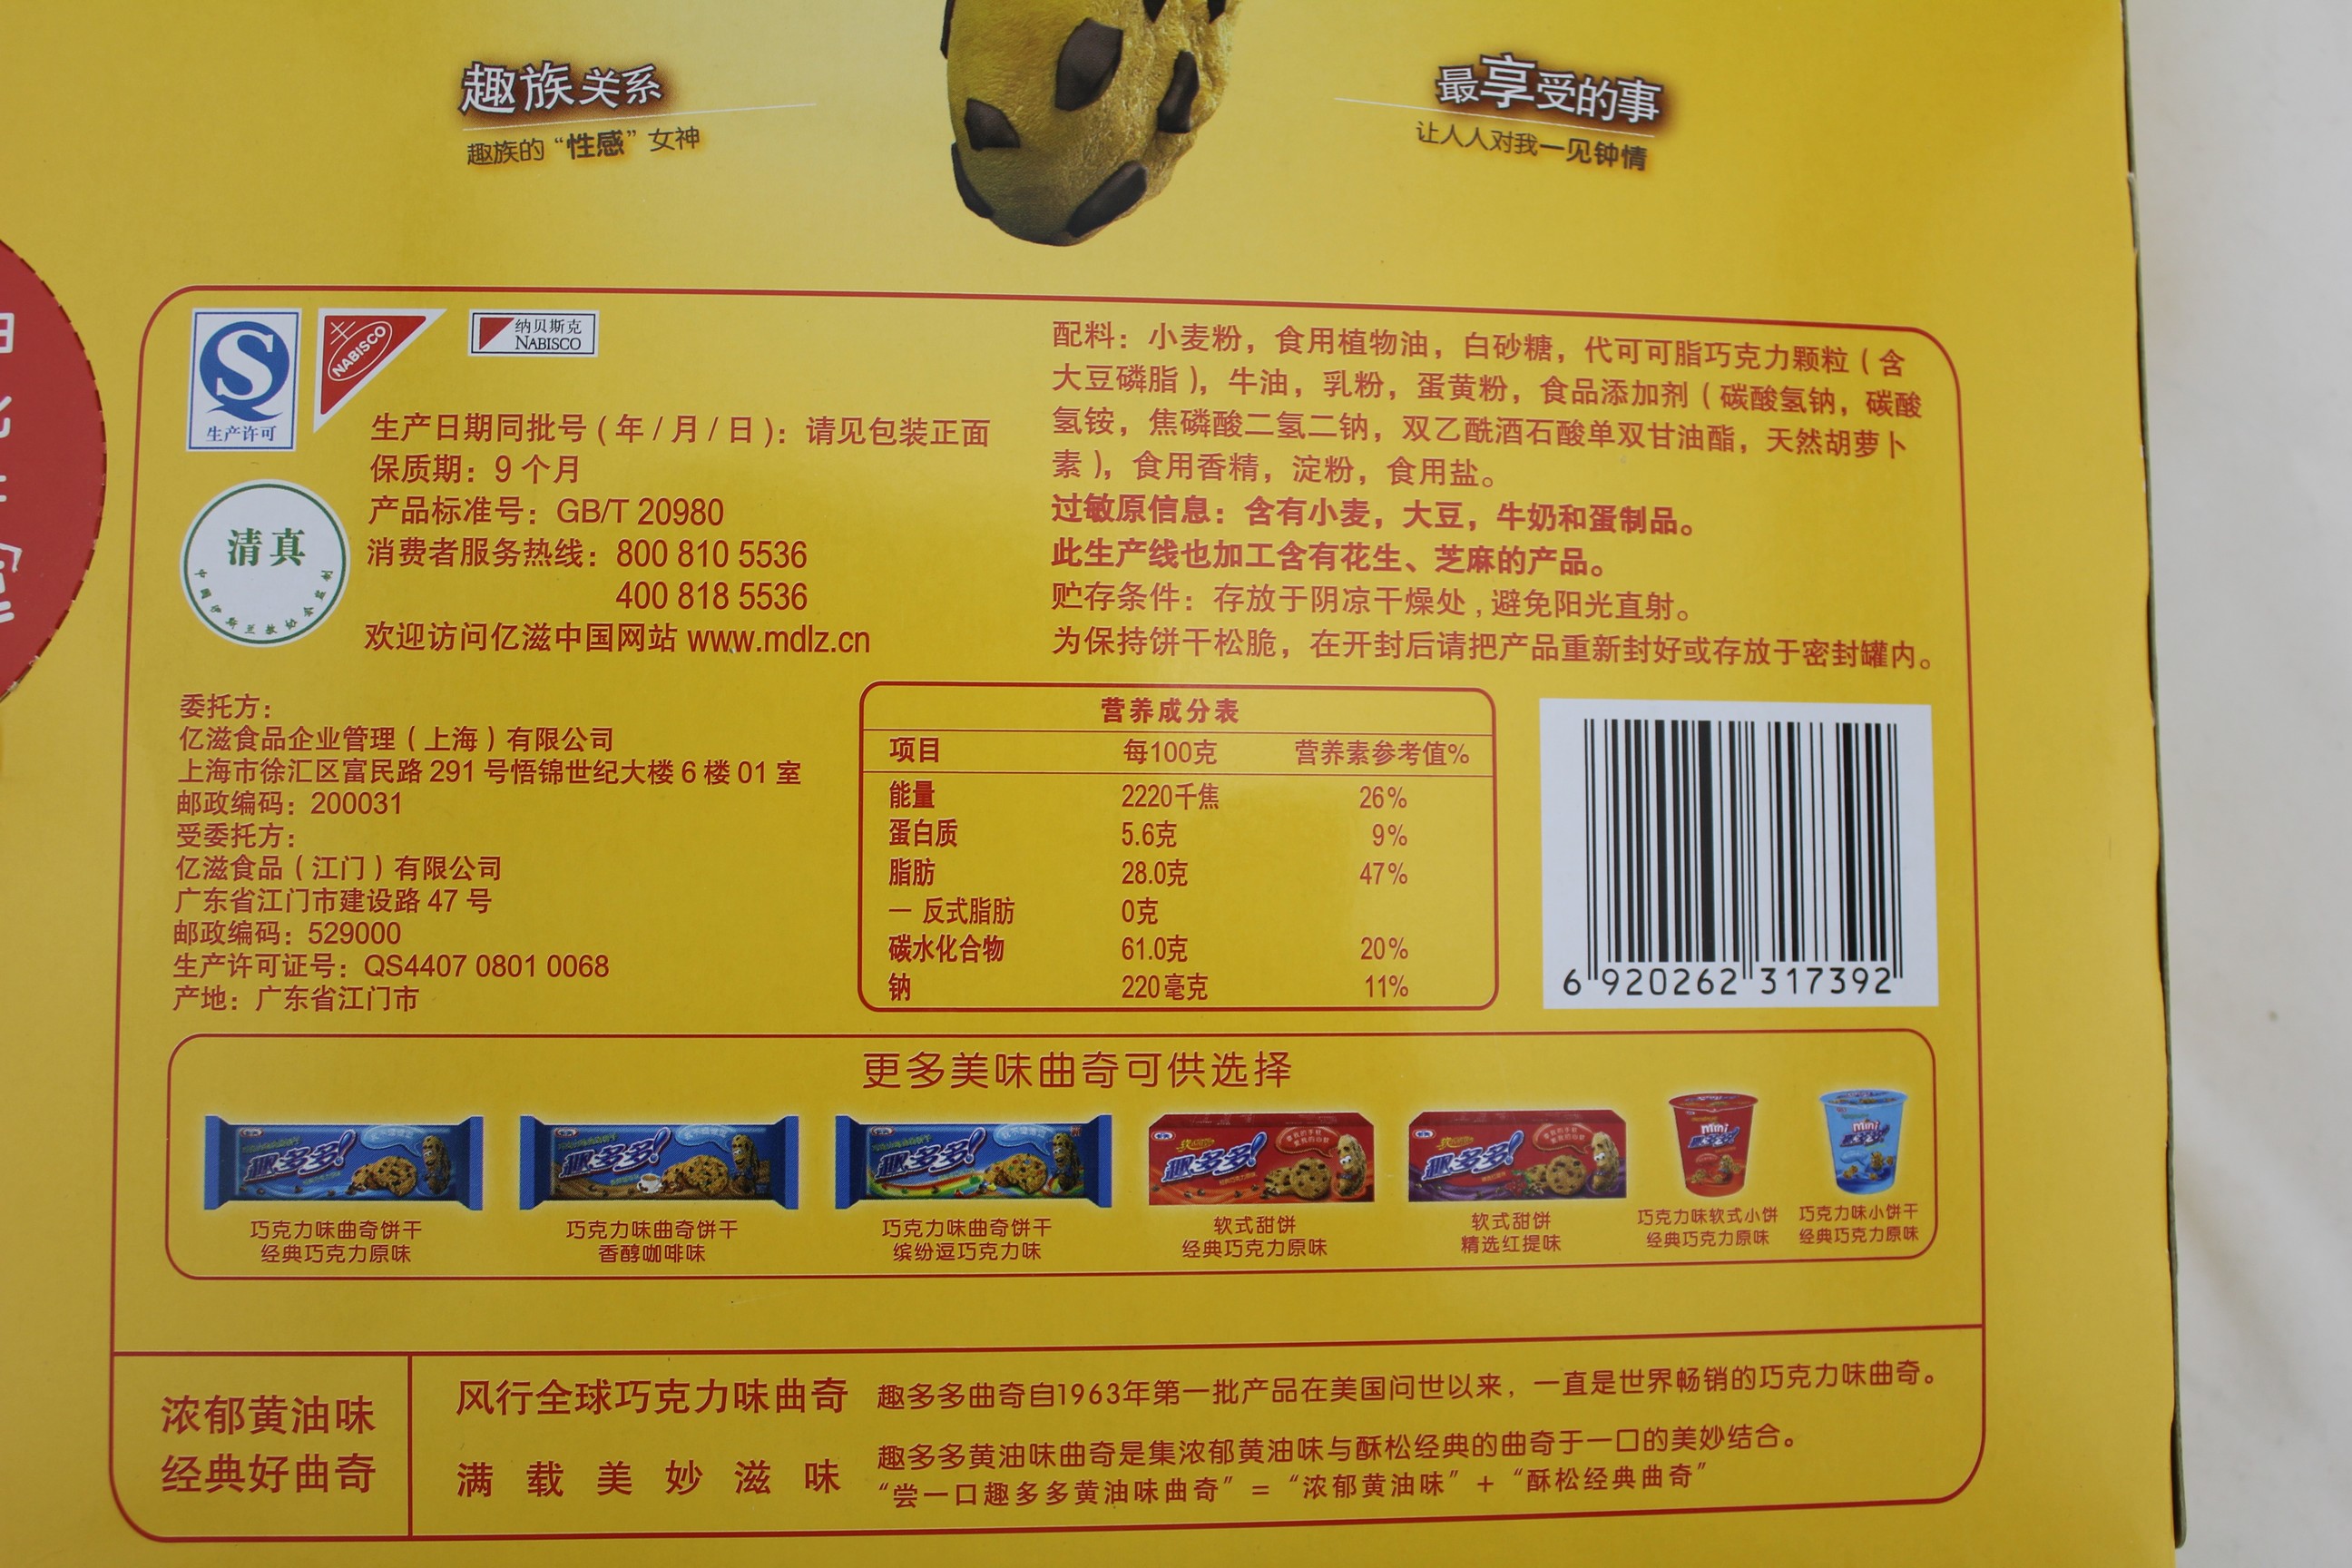 趣族关系
趣族的“性感”女神
最享受的事
让人人对我一见钟情
生产许可
NABISCO
纳贝斯克
NABISCO
清真
生产日期同批号(年/月/日):请见包装正面
保质期:9个月
产品标准号:GB/T 20980
消费者服务热线:800 810 5536
400 818 5536
欢迎访问亿滋中国网站 www.mdlz.cn
配料:小麦粉,食用植物油,白砂糖,代可可脂巧克力颗粒(含
大豆磷脂),牛油,乳粉,蛋黄粉,食品添加剂(碳酸氢钠,碳酸
氢铵,焦磷酸二氢二钠,双乙酰酒石酸单双甘油酯,天然胡萝卜
素),食用香精,淀粉,食用盐。
过敏原信息:含有小麦,大豆,牛奶和蛋制品。
此生产线也加工含有花生、芝麻的产品。
贮存条件:存放于阴凉干燥处,避免阳光直射。
为保持饼干松脆,在开封后请把产品重新封好或存放于密封罐内。
委托方:
亿滋食品企业管理(上海)有限公司
上海市徐汇区富民路291号悟锦世纪大楼6楼01室
邮政编码:200031
受委托方:
亿滋食品(江门)有限公司
广东省江门市建设路47号
邮政编码:529000
生产许可证号:QS4407 0801 0068
产地:广东省江门市
营养成分表
项目 每100克 营养素参考值%
能量 2220千焦 26%
蛋白质 5.6克 9%
脂肪 28.0克 47%
一 反式脂肪 0克
碳水化合物 61.0克 20%
钠 220毫克 11%
6 920262 317392
更多美味曲奇可供选择
趣多多!
趣多多!
趣多多!
趣多多!
趣多多!
mini
mini
巧克力味曲奇饼干
经典巧克力原味
巧克力味曲奇饼干
香醇咖啡味
巧克力味曲奇饼干
缤纷逗巧克力味
软式甜饼
经典巧克力原味
软式甜饼
精选红提味
巧克力味软式小饼
经典巧克力原味
巧克力味小饼干
经典巧克力原味
浓郁黄油味
经典好曲奇
风行全球巧克力味曲奇
满载美妙滋味
趣多多曲奇自1963年第一批产品在美国问世以来,一直是世界畅销的巧克力味曲奇。
趣多多黄油味曲奇是集浓郁黄油味与酥松经典的曲奇于一口的美妙结合。
“尝一口趣多多黄油味曲奇”=“浓郁黄油味”+“酥松经典曲奇”